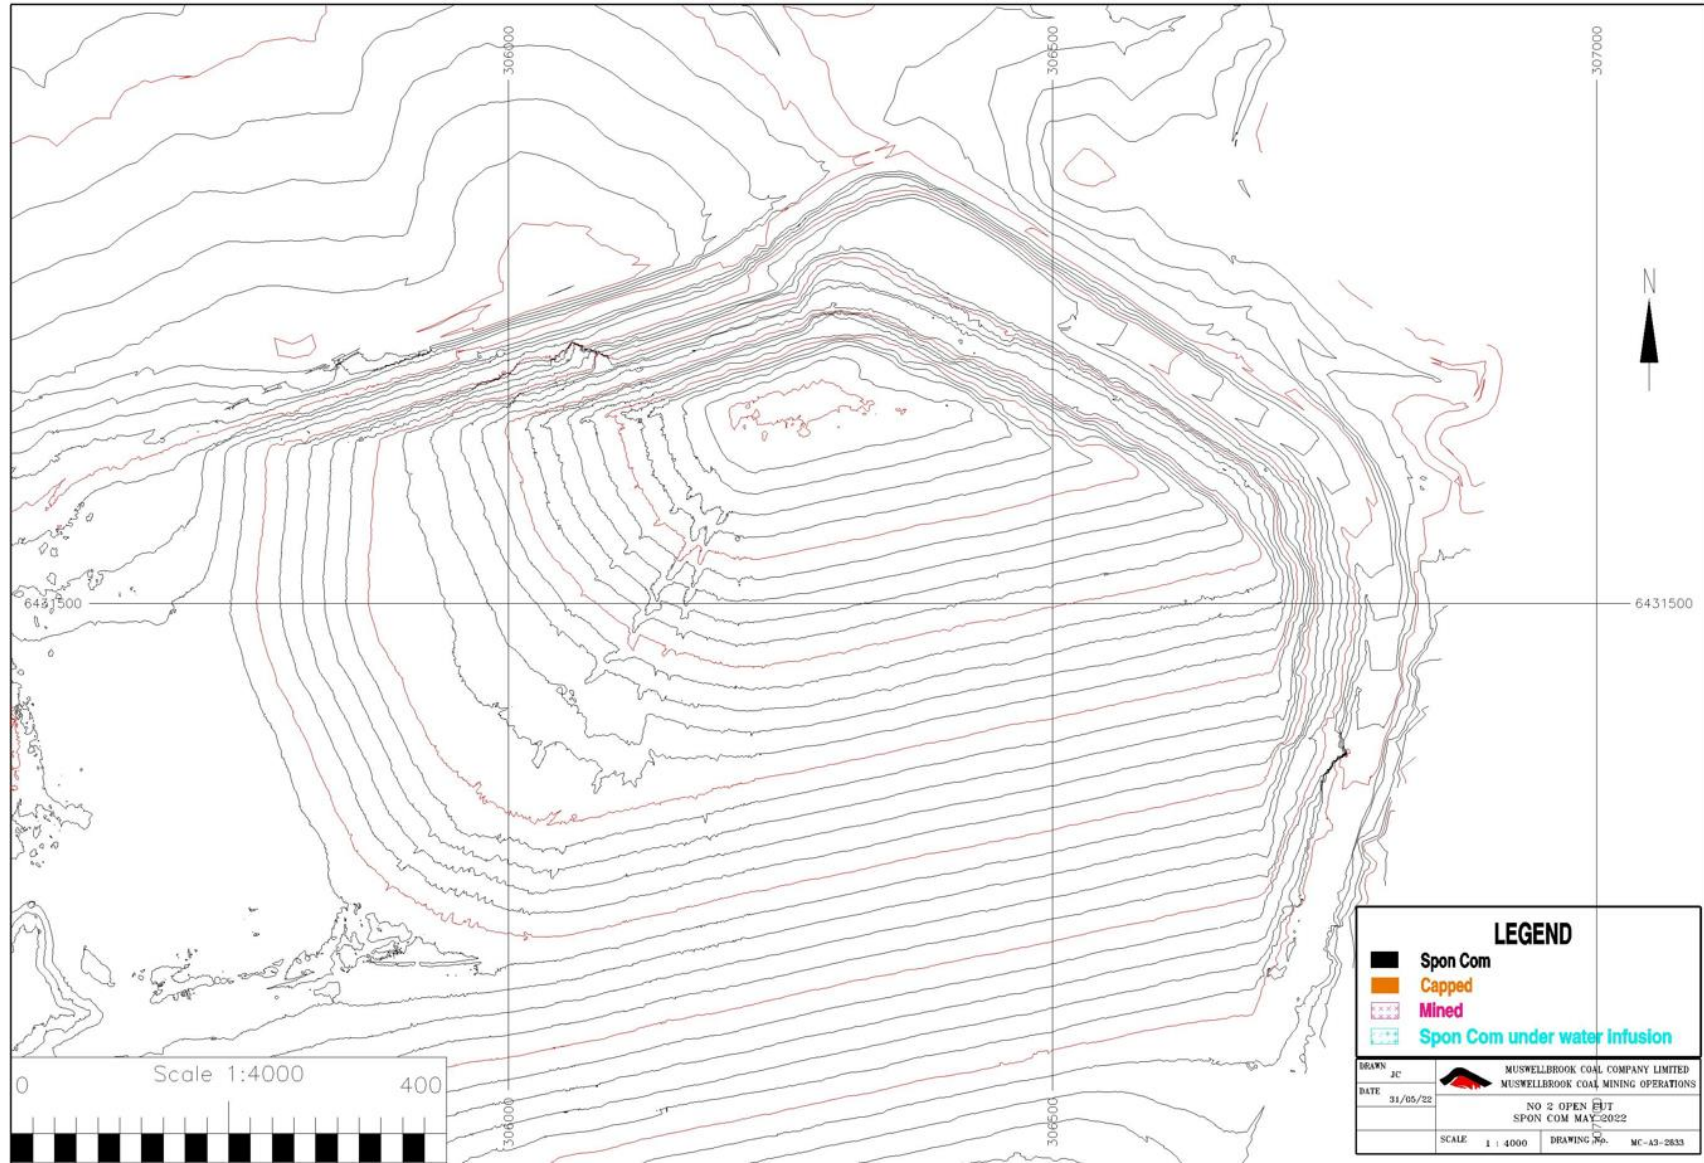 306000
306500
307000
N
6431500
6431500
LEGEND
Spon Com
Capped
Mined
Spon Com under water infusion
0
Scale 1:4000
400
306000
306500
307000
DRAWN
JC
DATE
31/05/22
MUSWELLBROOK COAL COMPANY LIMITED
MUSWELLBROOK COAL MINING OPERATIONS
NO 2 OPEN CUT
SPON COM MAY 2022
SCALE
1 : 4000
DRAWING No.
MC-A3-2833